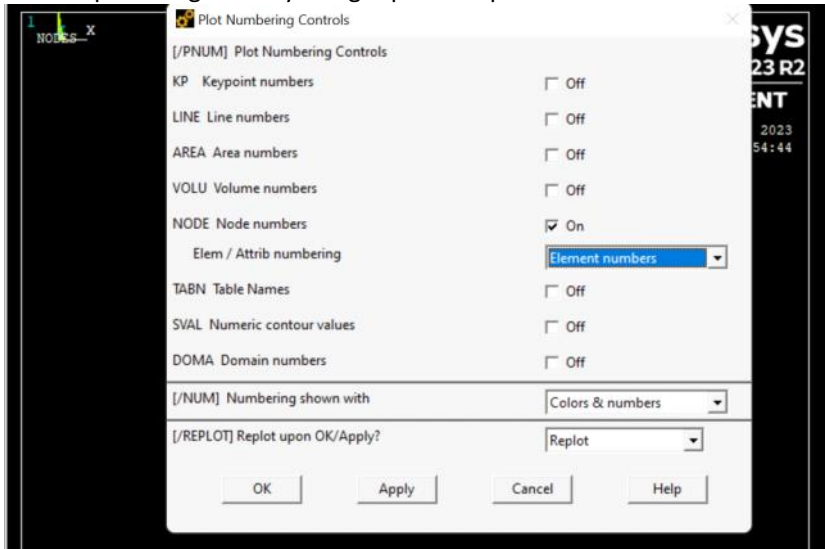 1
NODES
X
Plot Numbering Controls
[/PNUM] Plot Numbering Controls
KP Keypoint numbers Off
LINE Line numbers Off
AREA Area numbers Off
VOLU Volume numbers Off
NODE Node numbers On
Elem / Attrib numbering Element numbers
TABN Table Names Off
SVAL Numeric contour values Off
DOMA Domain numbers Off
[/NUM] Numbering shown with Colors & numbers
[/REPLOT] Replot upon OK/Apply? Replot
OK Apply Cancel Help
sys
23 R2
ENT
2023
54:44